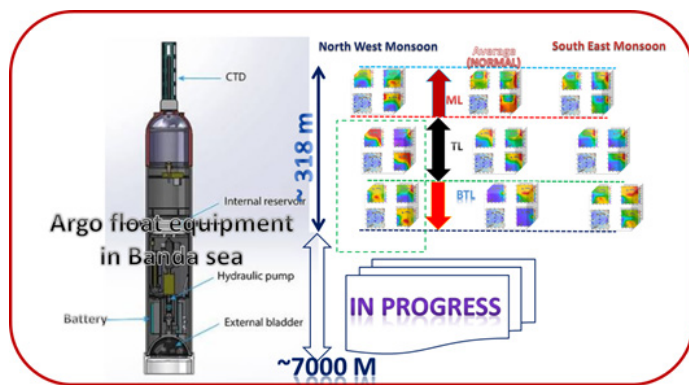 North West Monsoon
Average
(NORMAL)
South East Monsoon
CTD
ML
~ 318 m
TL
Internal reservoir
BTL
Argo float equipment
in Banda sea
Hydraulic pump
Battery
External bladder
IN PROGRESS
~7000 M